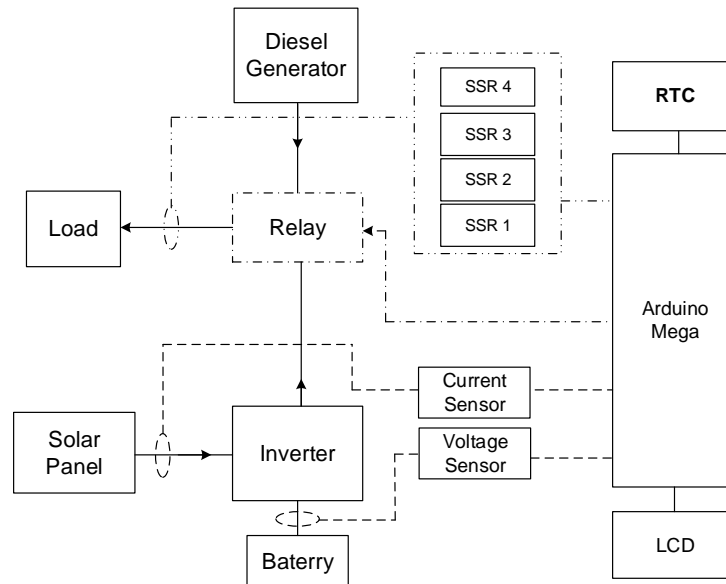 Diesel
Generator
SSR 4
SSR 3
SSR 2
SSR 1
RTC
Load
Relay
Arduino
Mega
Current
Sensor
Solar
Panel
Inverter
Voltage
Sensor
Baterry
LCD